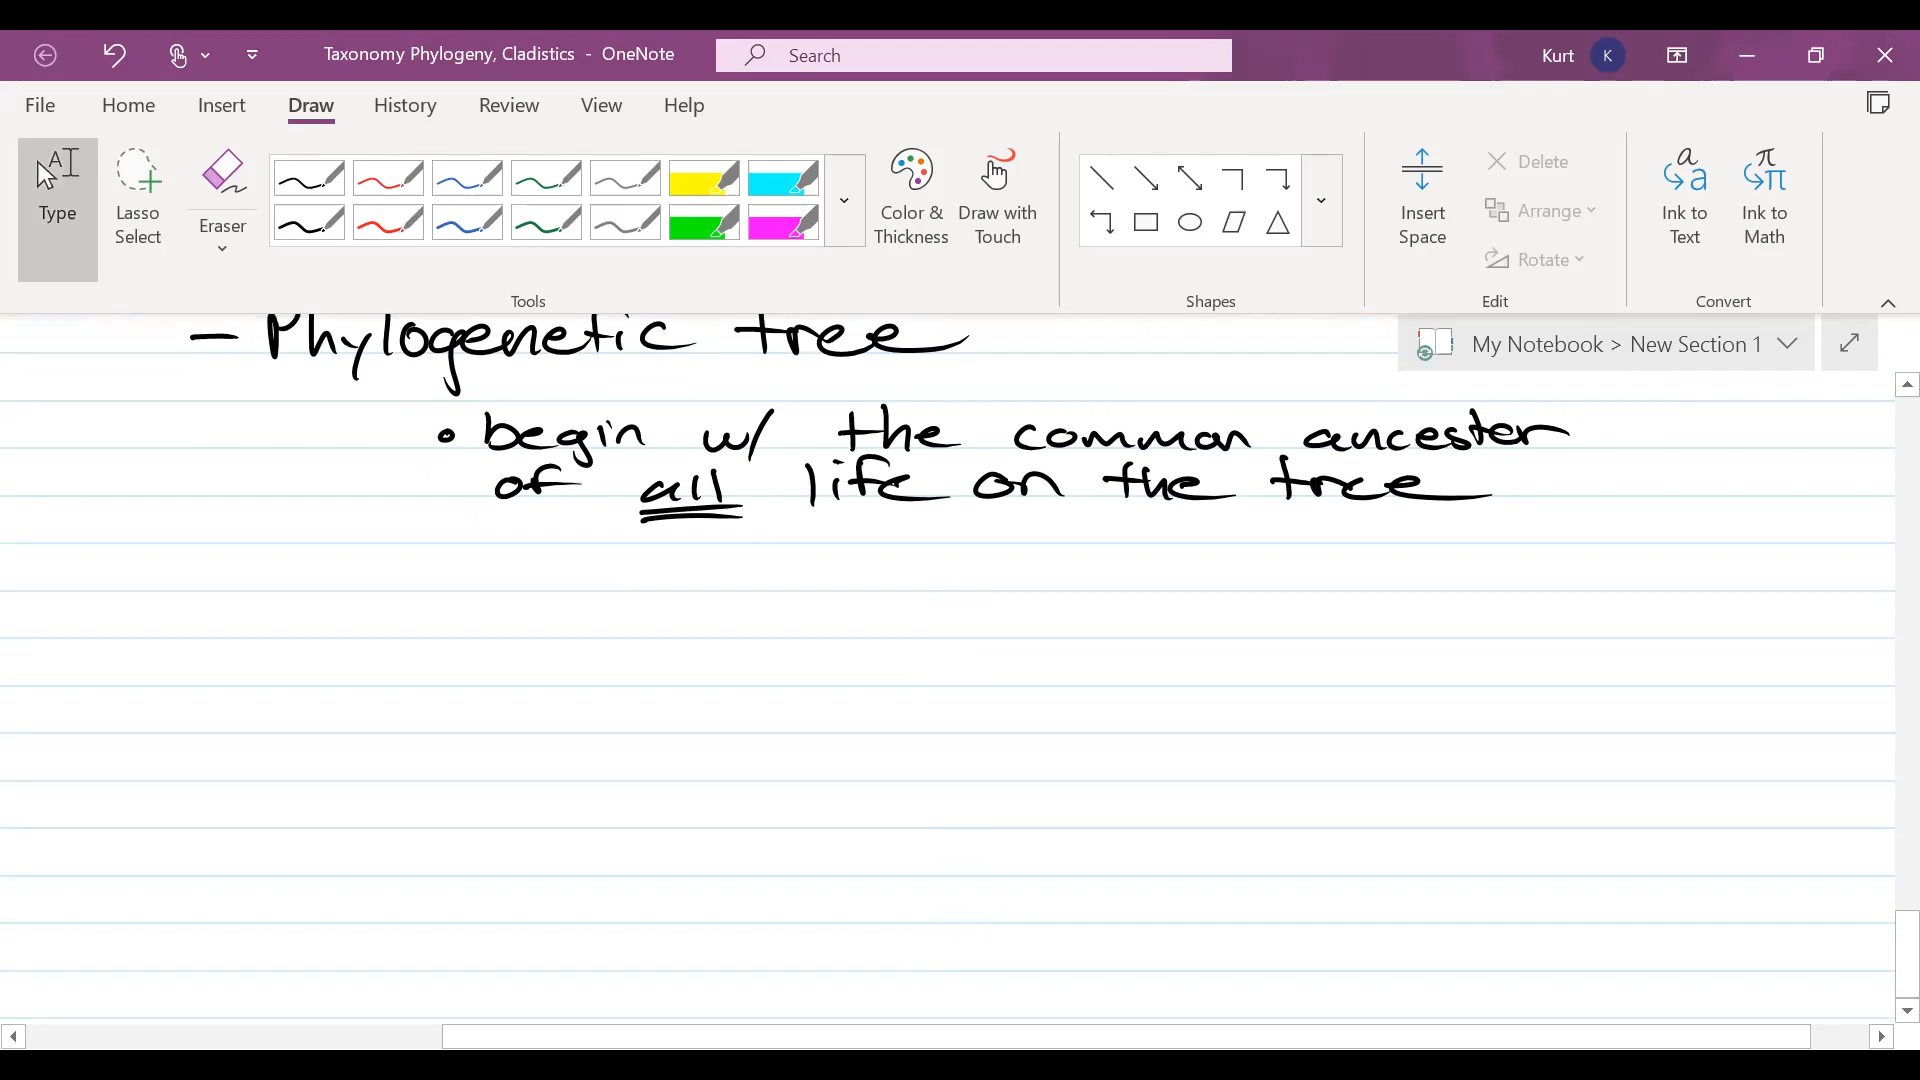 Taxonomy Phylogeny, Cladistics - OneNote
Search
Kurt
K
File Home Insert Draw History Review View Help
Type
Lasso Select
Eraser
Color & Thickness
Draw with Touch
Insert Space
Delete
Arrange
Rotate
Ink to Text
Ink to Math
Tools
Shapes
Edit
Convert
My Notebook > New Section 1
- Phylogenetic tree
• begin w/ the common ancester
of all life on the tree